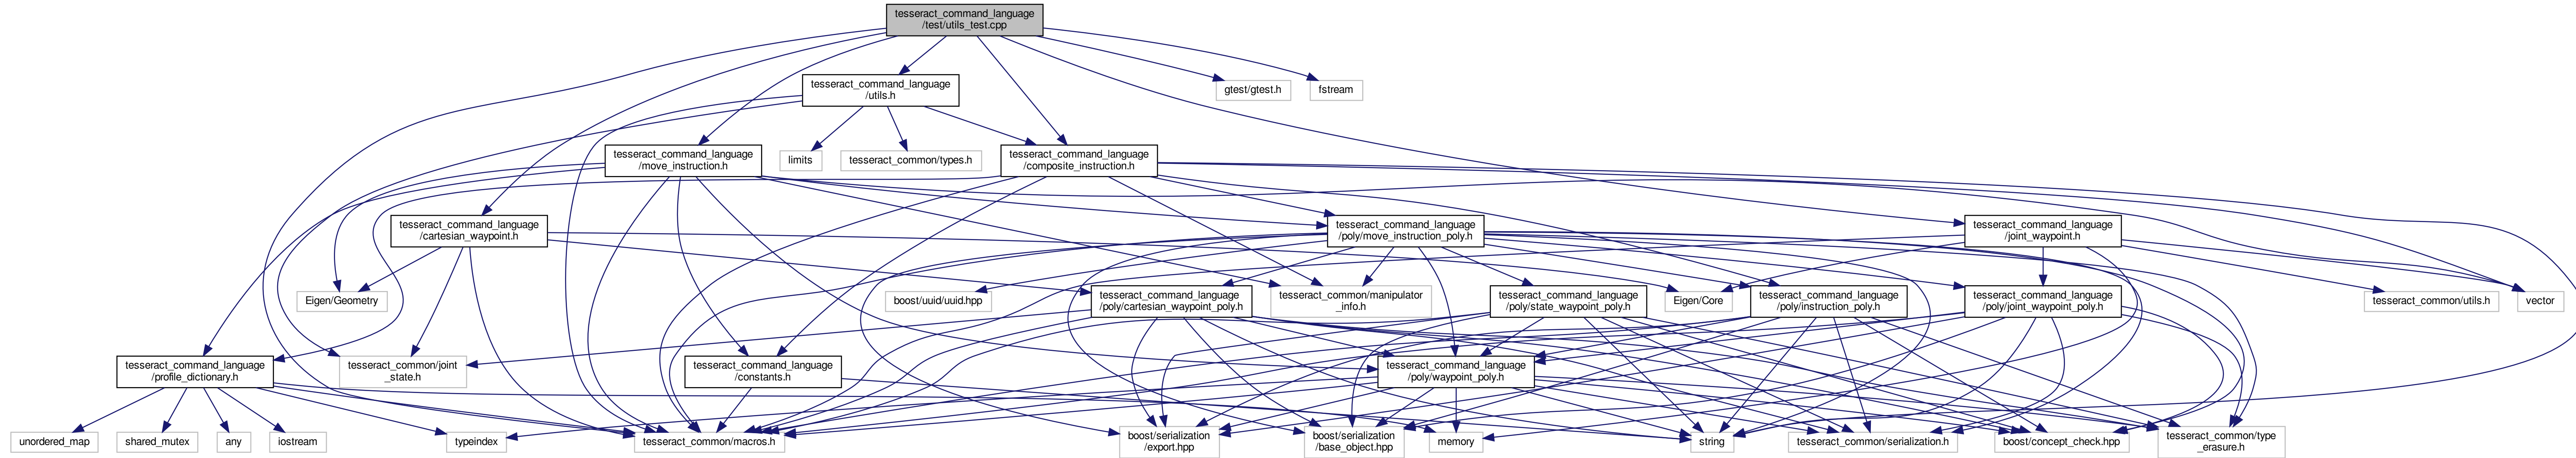 tesseract_command_language
/test/utils_test.cpp
tesseract_command_language
/utils.h
gtest/gtest.h
fstream
tesseract_command_language
/move_instruction.h
limits
tesseract_common/types.h
tesseract_command_language
/composite_instruction.h
tesseract_command_language
/cartesian_waypoint.h
tesseract_command_language
/poly/move_instruction_poly.h
tesseract_command_language
/joint_waypoint.h
Eigen/Geometry
boost/uuid/uuid.hpp
tesseract_command_language
/poly/cartesian_waypoint_poly.h
tesseract_common/manipulator
_info.h
tesseract_command_language
/poly/state_waypoint_poly.h
Eigen/Core
tesseract_command_language
/poly/instruction_poly.h
tesseract_command_language
/poly/joint_waypoint_poly.h
tesseract_common/utils.h
vector
tesseract_command_language
/profile_dictionary.h
tesseract_common/joint
_state.h
tesseract_command_language
/constants.h
tesseract_command_language
/poly/waypoint_poly.h
unordered_map
shared_mutex
any
iostream
typeindex
tesseract_common/macros.h
boost/serialization
/export.hpp
boost/serialization
/base_object.hpp
memory
string
tesseract_common/serialization.h
boost/concept_check.hpp
tesseract_common/type
_erasure.h